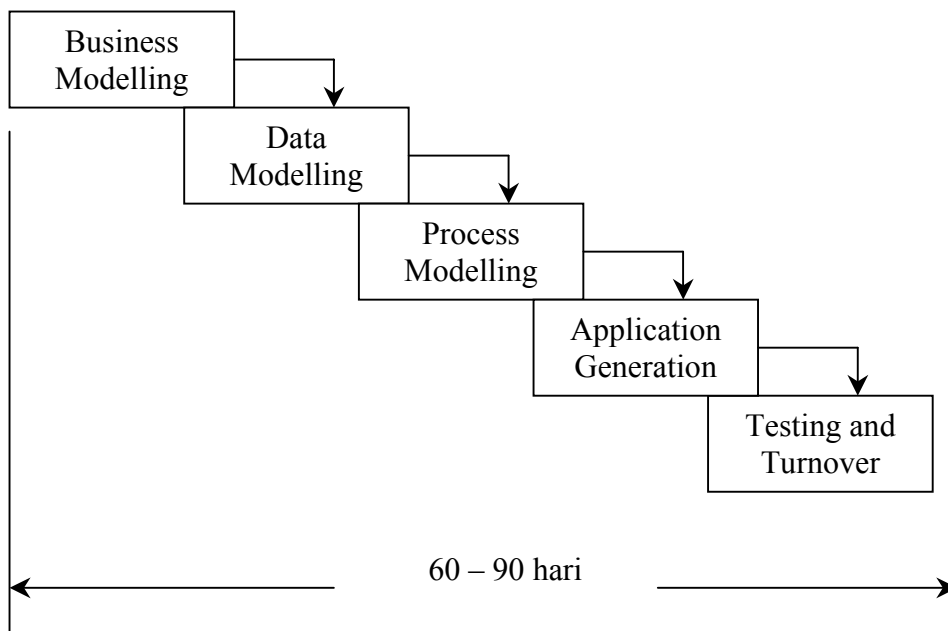 Business
Modelling
Data
Modelling
Process
Modelling
Application
Generation
Testing and
Turnover
60 – 90 hari